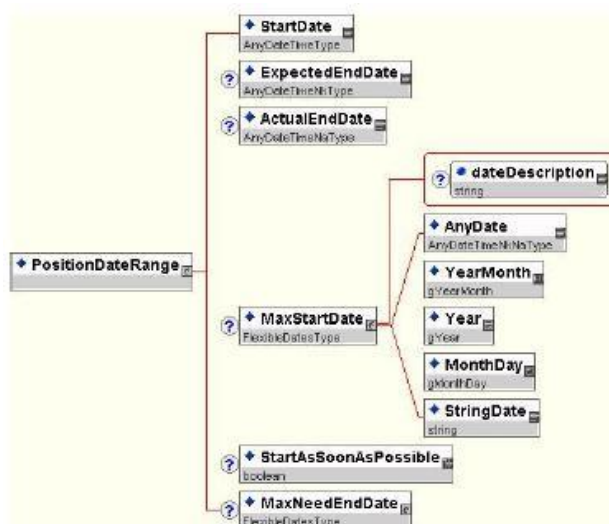 StartDate
AnyDateTimeType
? ExpectedEndDate
AnyDateTimeNkType
? ActualEndDate
AnyDateTimeNaType
? dateDescription
string
AnyDate
AnyDateTimeNkNaType
PositionDateRange
YearMonth
gYearMonth
? MaxStartDate
FlexibleDatesType
Year
gYear
MonthDay
gMonthDay
StringDate
string
? StartAsSoonAsPossible
boolean
? MaxNeedEndDate
FlexibleDatesType